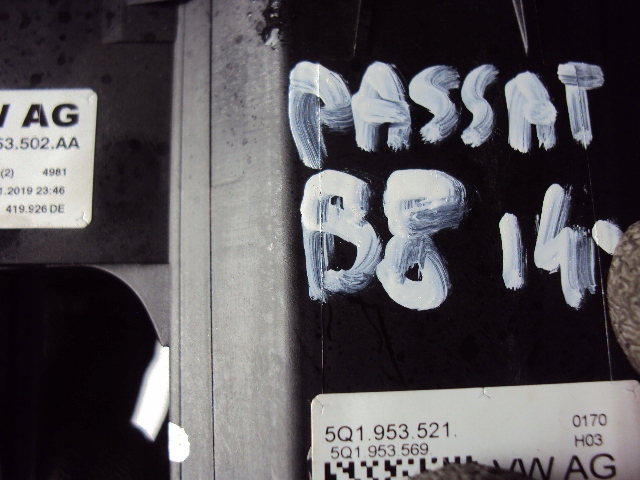 W AG
53.502.AA
(2) 4981
.2019 23:46
419.926 DE
PASSAT
B8 14-
5Q1.953.521. 0170
5Q1 953 569 H03
VW AG